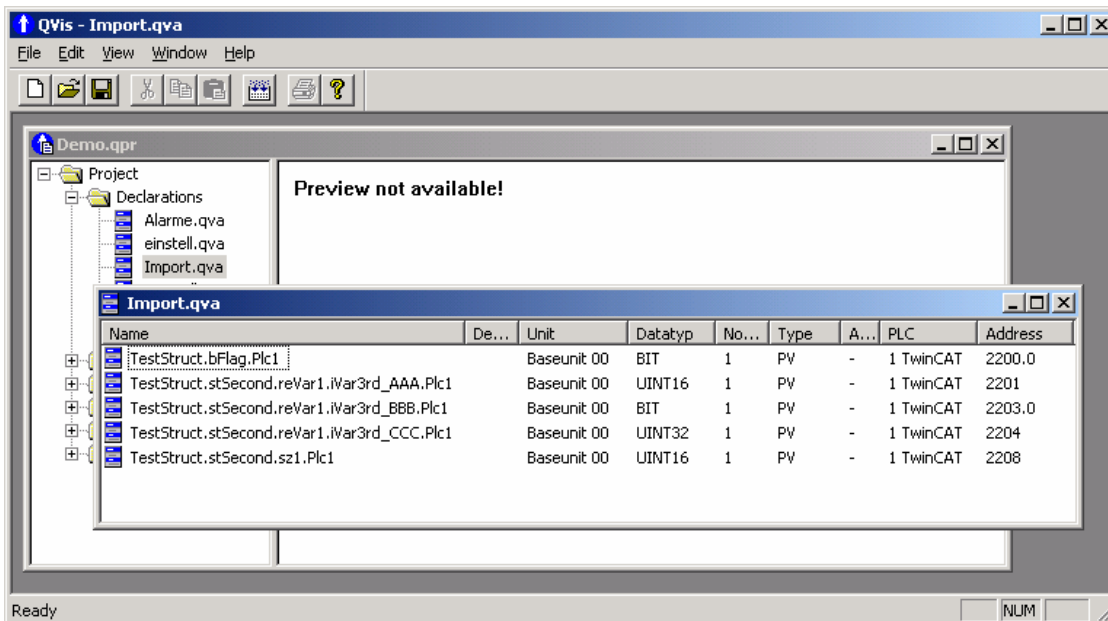 QVis - Import.qva
File Edit View Window Help
Demo.qpr
Project
Declarations
Alarme.qva
einstell.qva
Import.qva
Preview not available!
Import.qva
Name De... Unit Datatyp No... Type A... PLC Address
TestStruct.bFlag.Plc1 Baseunit 00 BIT 1 PV - 1 TwinCAT 2200.0
TestStruct.stSecond.reVar1.iVar3rd_AAA.Plc1 Baseunit 00 UINT16 1 PV - 1 TwinCAT 2201
TestStruct.stSecond.reVar1.iVar3rd_BBB.Plc1 Baseunit 00 BIT 1 PV - 1 TwinCAT 2203.0
TestStruct.stSecond.reVar1.iVar3rd_CCC.Plc1 Baseunit 00 UINT32 1 PV - 1 TwinCAT 2204
TestStruct.stSecond.sz1.Plc1 Baseunit 00 UINT16 1 PV - 1 TwinCAT 2208
Ready NUM